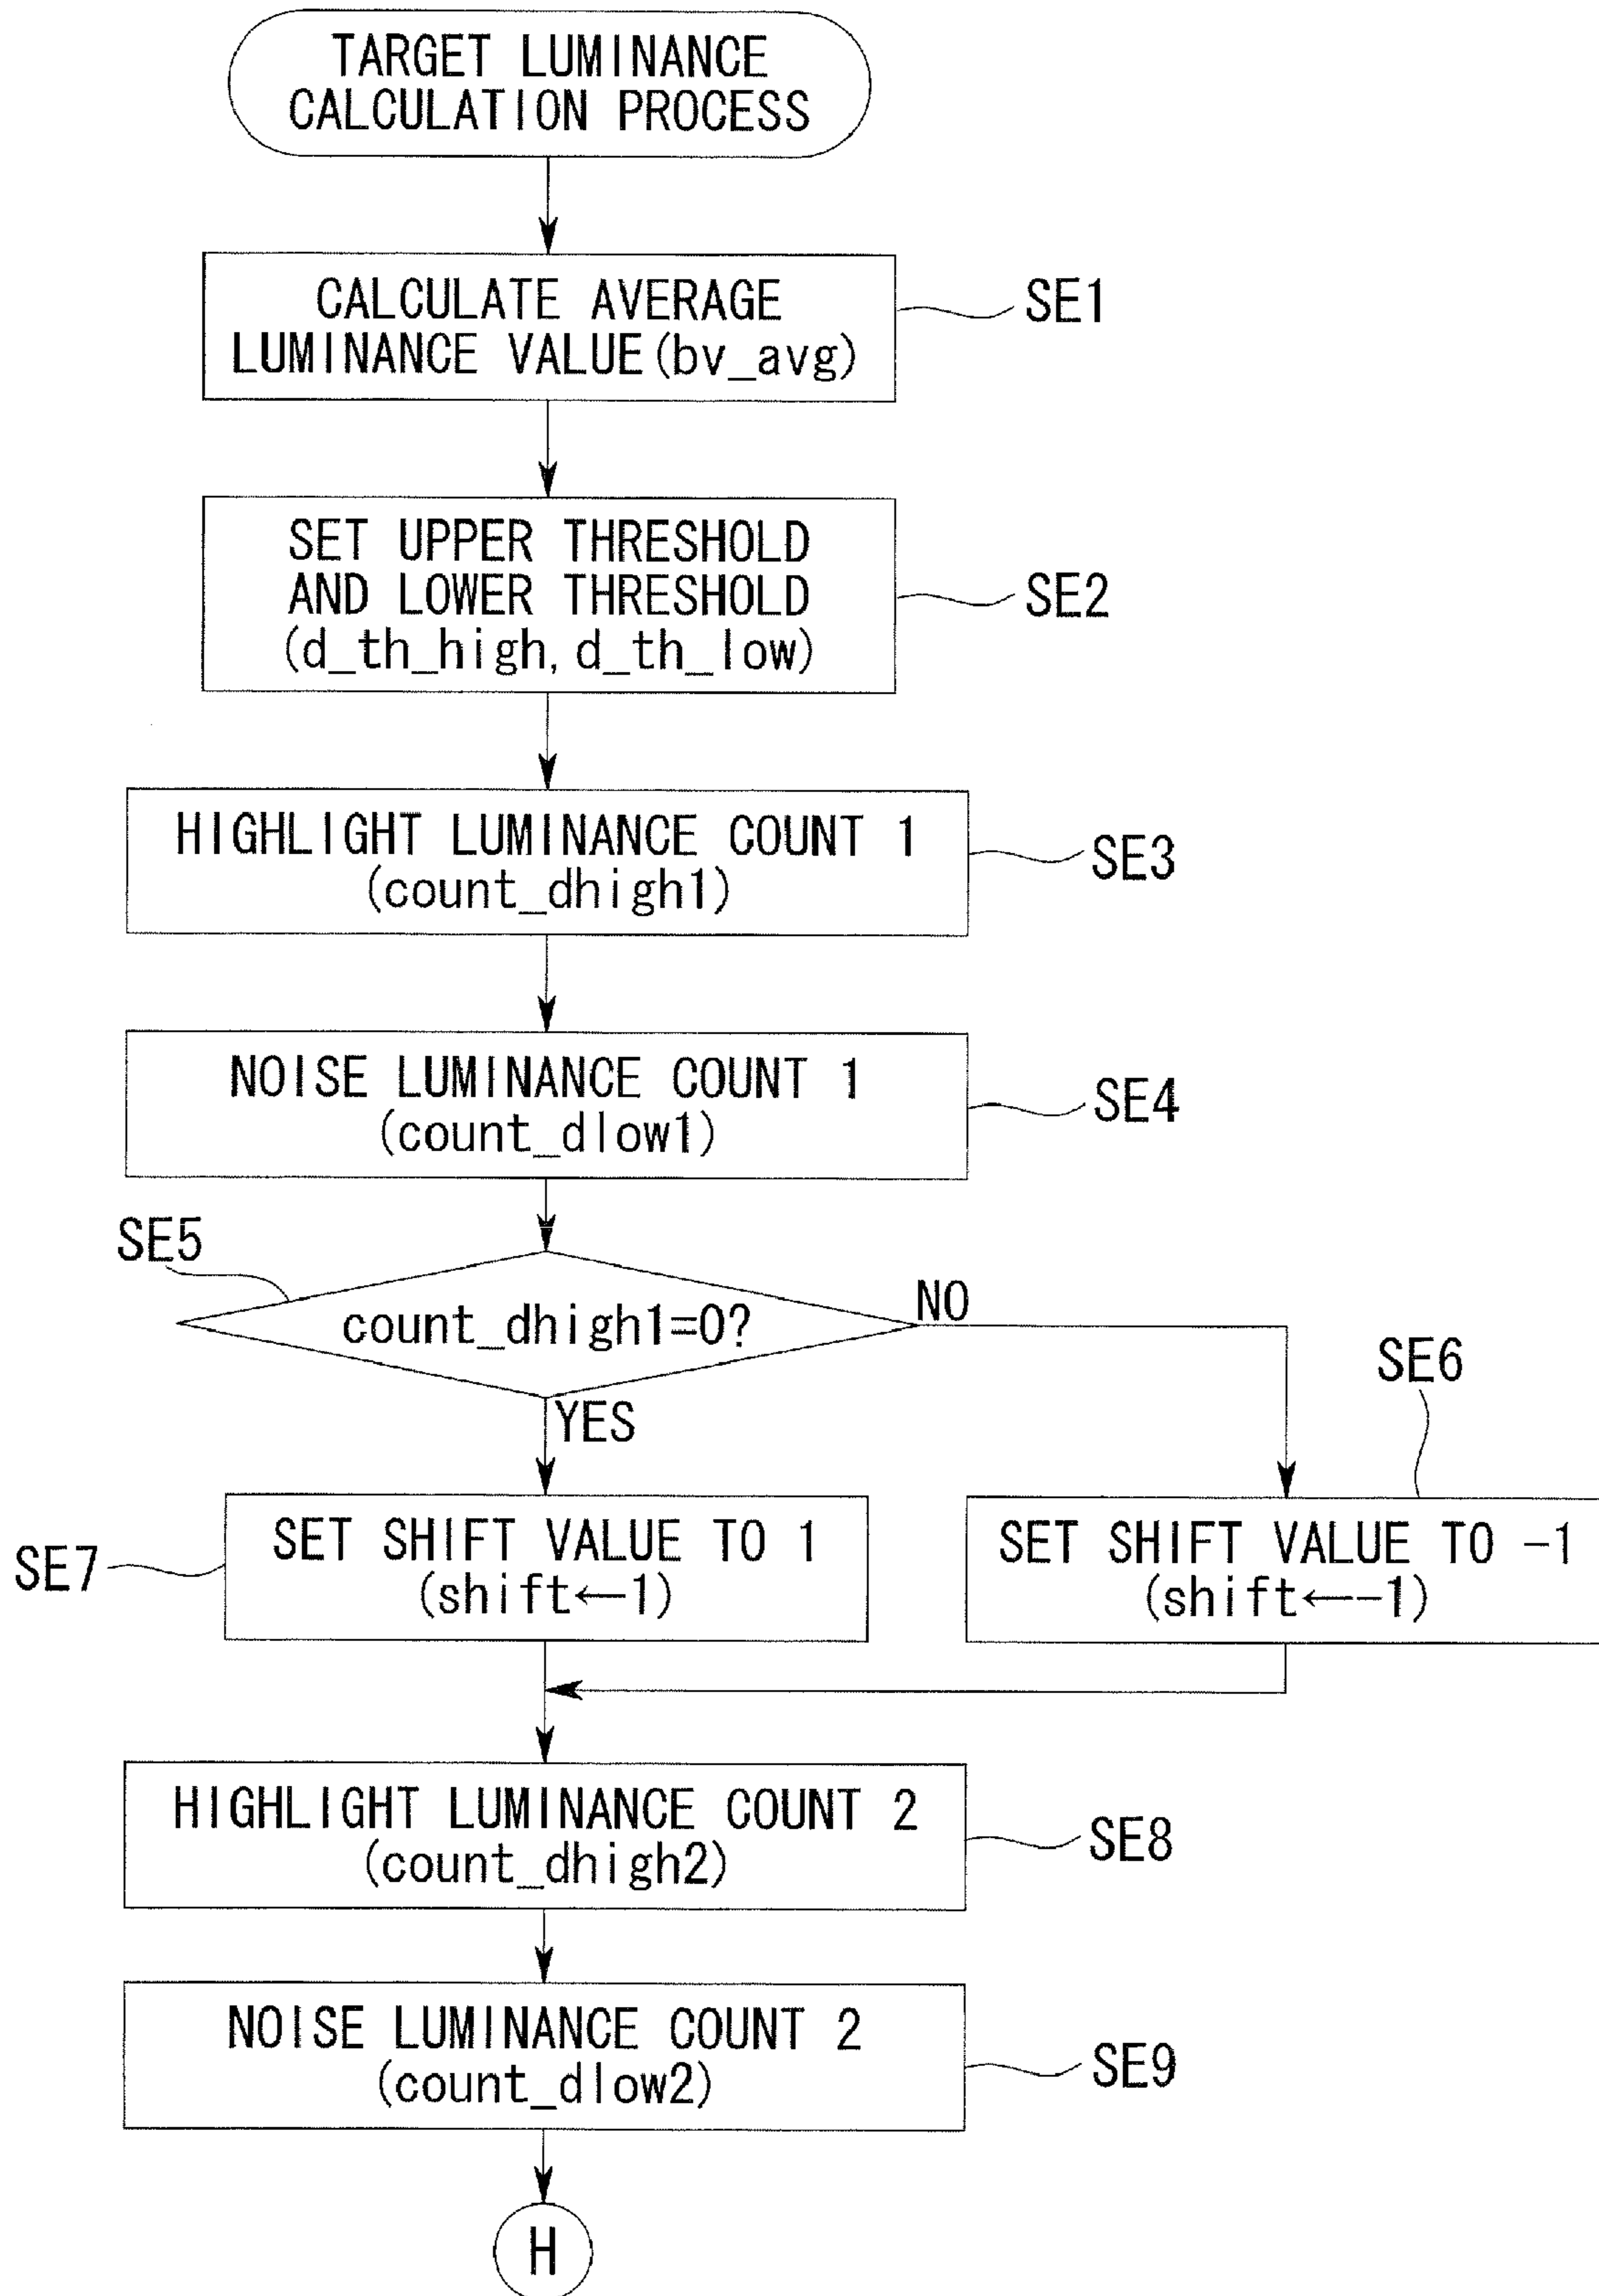 TARGET LUMINANCE
CALCULATION PROCESS
CALCULATE AVERAGE
LUMINANCE VALUE(bv_avg)
SE1
SET UPPER THRESHOLD
AND LOWER THRESHOLD
(d_th_high, d_th_low)
SE2
HIGHLIGHT LUMINANCE COUNT 1
(count_dhigh1)
SE3
NOISE LUMINANCE COUNT 1
(count_dlow1)
SE4
SE5
count_dhigh1=0?
NO
YES
SE6
SE7
SET SHIFT VALUE TO 1
(shift←1)
SET SHIFT VALUE TO -1
(shift←-1)
HIGHLIGHT LUMINANCE COUNT 2
(count_dhigh2)
SE8
NOISE LUMINANCE COUNT 2
(count_dlow2)
SE9
H